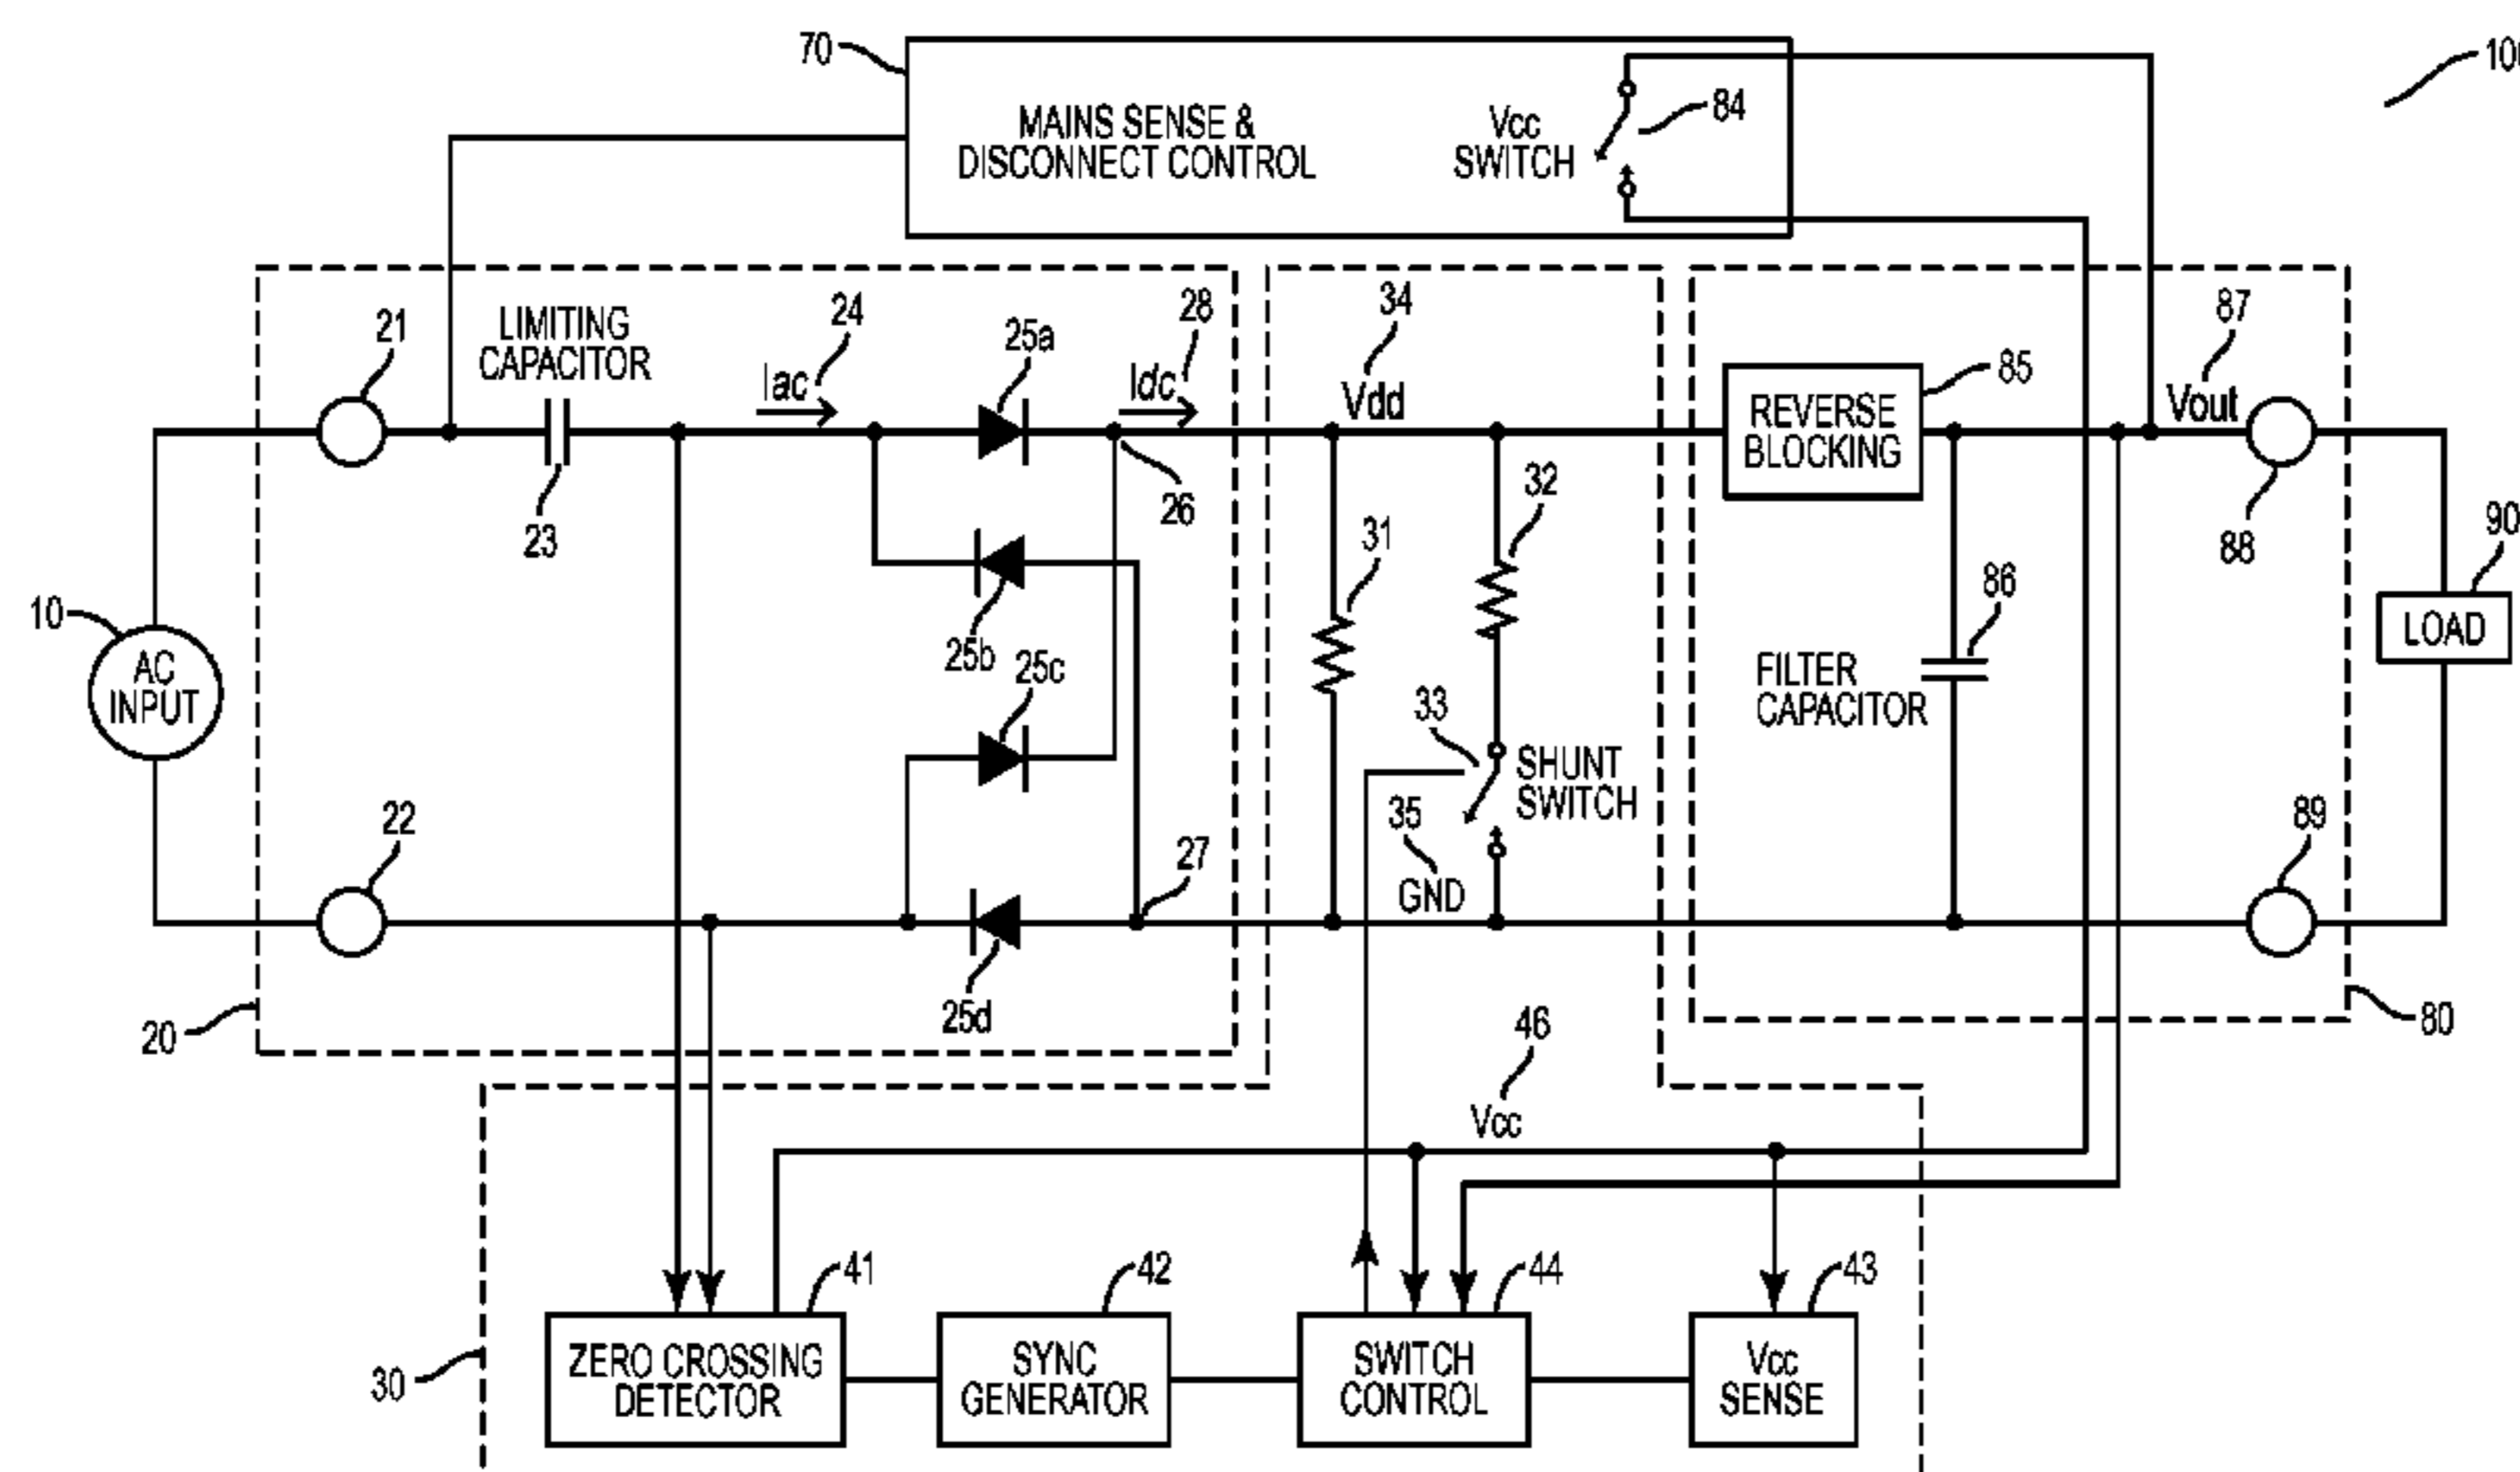 70
MAINS SENSE &
DISCONNECT CONTROL
Vcc
SWITCH
84
21
LIMITING
CAPACITOR
24
Iac
25a
28
Idc
34
Vdd
87
Vout
REVERSE
BLOCKING
85
23
26
32
31
88
90
LOAD
10
AC
INPUT
25b
25c
86
FILTER
CAPACITOR
33
SHUNT
SWITCH
35
GND
22
27
89
25d
20
80
46
Vcc
41
42
44
43
30
ZERO CROSSING
DETECTOR
SYNC
GENERATOR
SWITCH
CONTROL
Vcc
SENSE